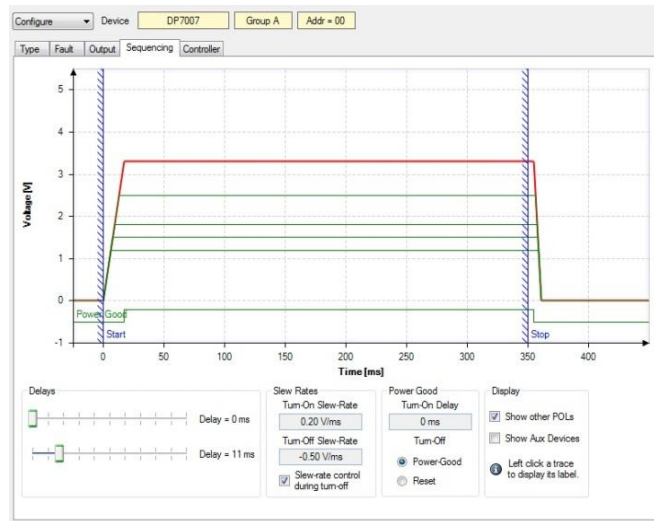 Configure Device DP7007 Group A Addr = 00
Type Fault Output Sequencing Controller
5
4
3
2
1
0
-1
Voltage [V]
Power Good
Start
Stop
0 50 100 150 200 250 300 350 400
Time [ms]
Delays
Delay = 0 ms
Delay = 11 ms
Slew Rates
Turn-On Slew-Rate
0.20 V/ms
Turn-Off Slew-Rate
-0.50 V/ms
Slew-rate control
during turn-off
Power Good
Turn-On Delay
0 ms
Turn-Off
Power-Good
Reset
Display
Show other POLs
Show Aux Devices
Left click a trace
to display its label.